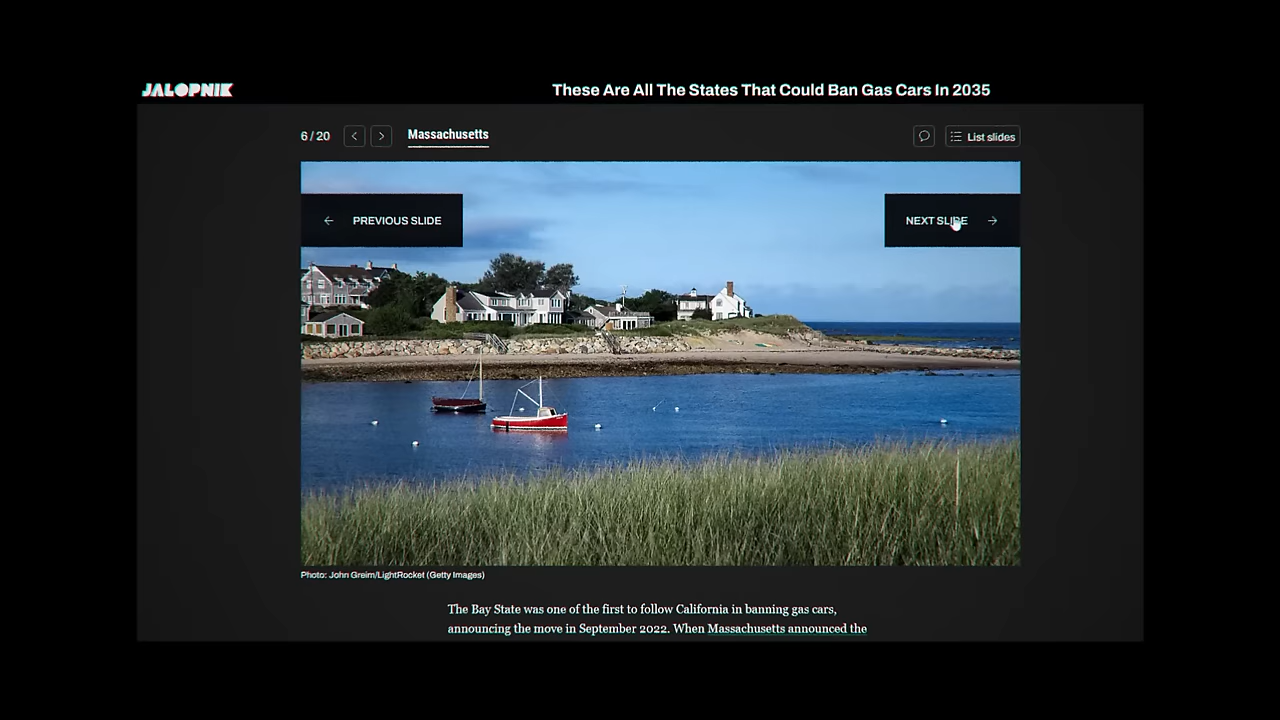 JALOPNIK
These Are All The States That Could Ban Gas Cars In 2035
6 / 20
Massachusetts
List slides
PREVIOUS SLIDE
NEXT SLIDE
Photo: John Greim/LightRocket (Getty Images)
The Bay State was one of the first to follow California in banning gas cars,
announcing the move in September 2022. When Massachusetts announced the